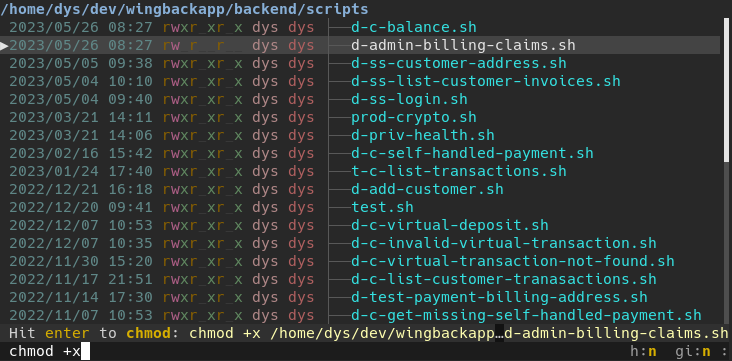 /home/dys/dev/wingbackapp/backend/scripts
2023/05/26 08:27 rwxr_xr_x dys dys ├──d-c-balance.sh
▶2023/05/26 08:27 rw_r__r__ dys dys ├──d-admin-billing-claims.sh
2023/05/05 09:38 rwxr_xr_x dys dys ├──d-ss-customer-address.sh
2023/05/04 10:10 rwxr_xr_x dys dys ├──d-ss-list-customer-invoices.sh
2023/05/04 09:40 rwxr_xr_x dys dys ├──d-ss-login.sh
2023/03/21 14:11 rwxr_xr_x dys dys ├──prod-crypto.sh
2023/03/21 14:06 rwxr_xr_x dys dys ├──d-priv-health.sh
2023/02/16 15:42 rwxr_xr_x dys dys ├──d-c-self-handled-payment.sh
2023/01/24 17:40 rwxr_xr_x dys dys ├──t-c-list-transactions.sh
2022/12/21 16:18 rwxr_xr_x dys dys ├──d-add-customer.sh
2022/12/20 09:41 rwxr_xr_x dys dys ├──test.sh
2022/12/07 10:53 rwxr_xr_x dys dys ├──d-c-virtual-deposit.sh
2022/12/07 10:35 rwxr_xr_x dys dys ├──d-c-invalid-virtual-transaction.sh
2022/11/30 15:20 rwxr_xr_x dys dys ├──d-c-virtual-transaction-not-found.sh
2022/11/17 21:51 rwxr_xr_x dys dys ├──d-c-list-customer-tranasactions.sh
2022/11/14 17:30 rwxr_xr_x dys dys ├──d-test-payment-billing-address.sh
2022/11/07 10:53 rwxr_xr_x dys dys ├──d-c-get-missing-self-handled-payment.sh
Hit enter to chmod: chmod +x /home/dys/dev/wingbackapp…d-admin-billing-claims.sh
chmod +x h:n gi:n :